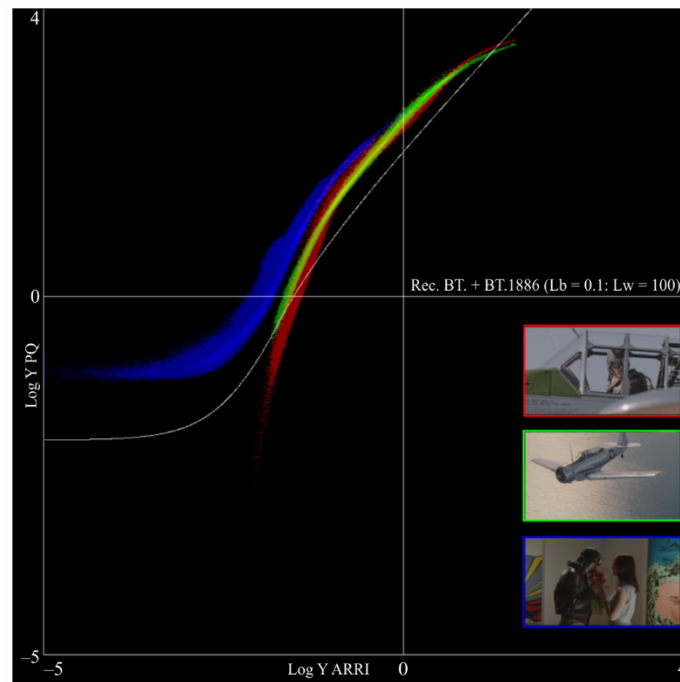 4
0
Rec. BT. + BT.1886 (Lb = 0.1: Lw = 100)
Log Y PQ
–5
–5
Log Y ARRI
0
4